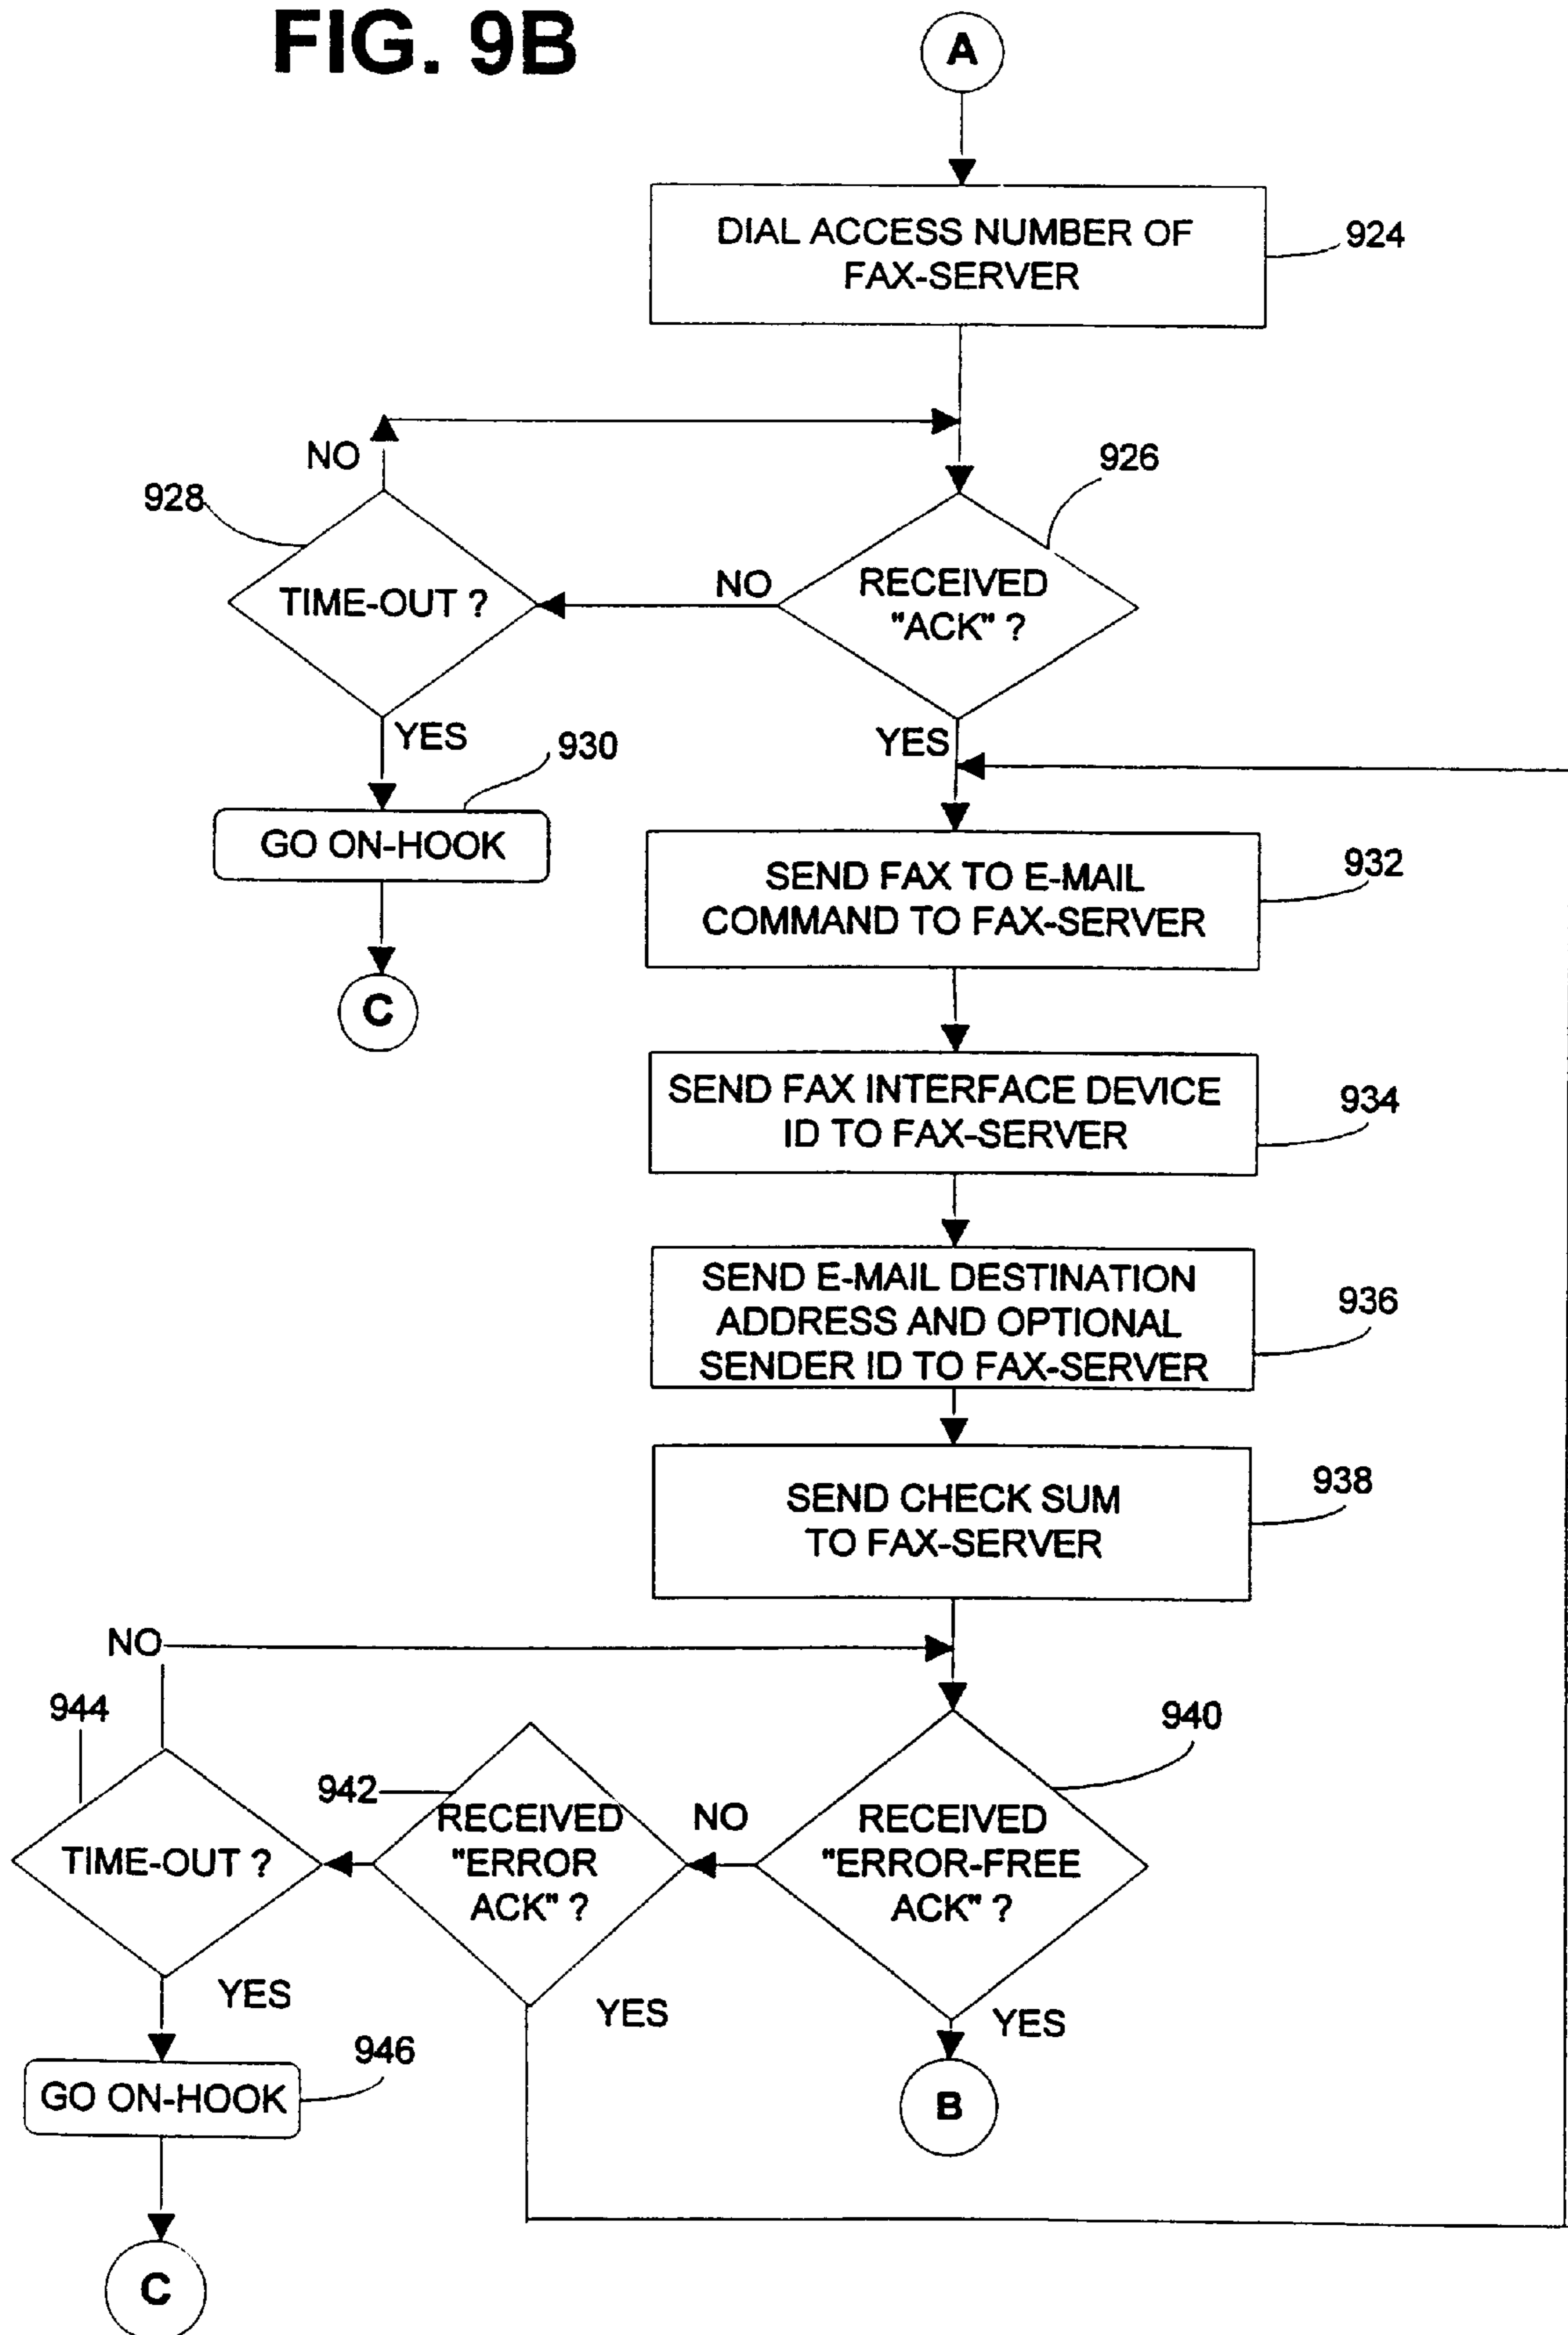 FIG. 9B
A
DIAL ACCESS NUMBER OF
FAX-SERVER
924
NO
926
928
TIME-OUT ?
NO
RECEIVED
"ACK" ?
YES
930
YES
GO ON-HOOK
C
SEND FAX TO E-MAIL
COMMAND TO FAX-SERVER
932
SEND FAX INTERFACE DEVICE
ID TO FAX-SERVER
934
SEND E-MAIL DESTINATION
ADDRESS AND OPTIONAL
SENDER ID TO FAX-SERVER
936
SEND CHECK SUM
TO FAX-SERVER
938
NO
944
942
940
TIME-OUT ?
RECEIVED
"ERROR
ACK" ?
NO
RECEIVED
"ERROR-FREE
ACK" ?
YES
YES
YES
946
GO ON-HOOK
B
C